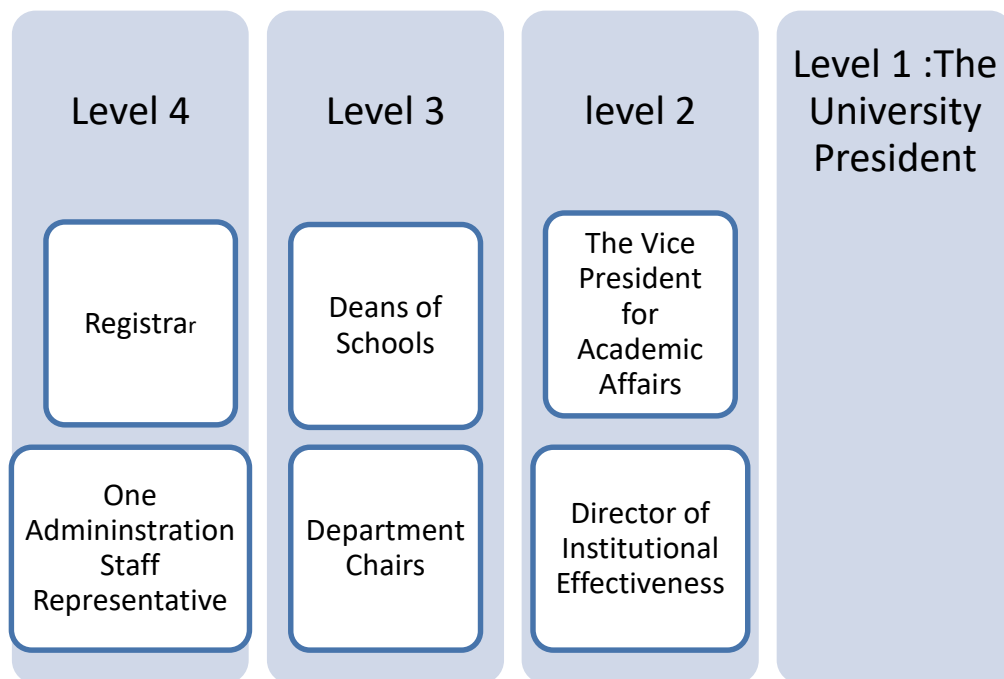 Level 4
Registrar
One
Admininstration
Staff
Representative
Level 3
Deans of
Schools
Department
Chairs
level 2
The Vice
President
for
Academic
Affairs
Director of
Institutional
Effectiveness
Level 1 :The
University
President